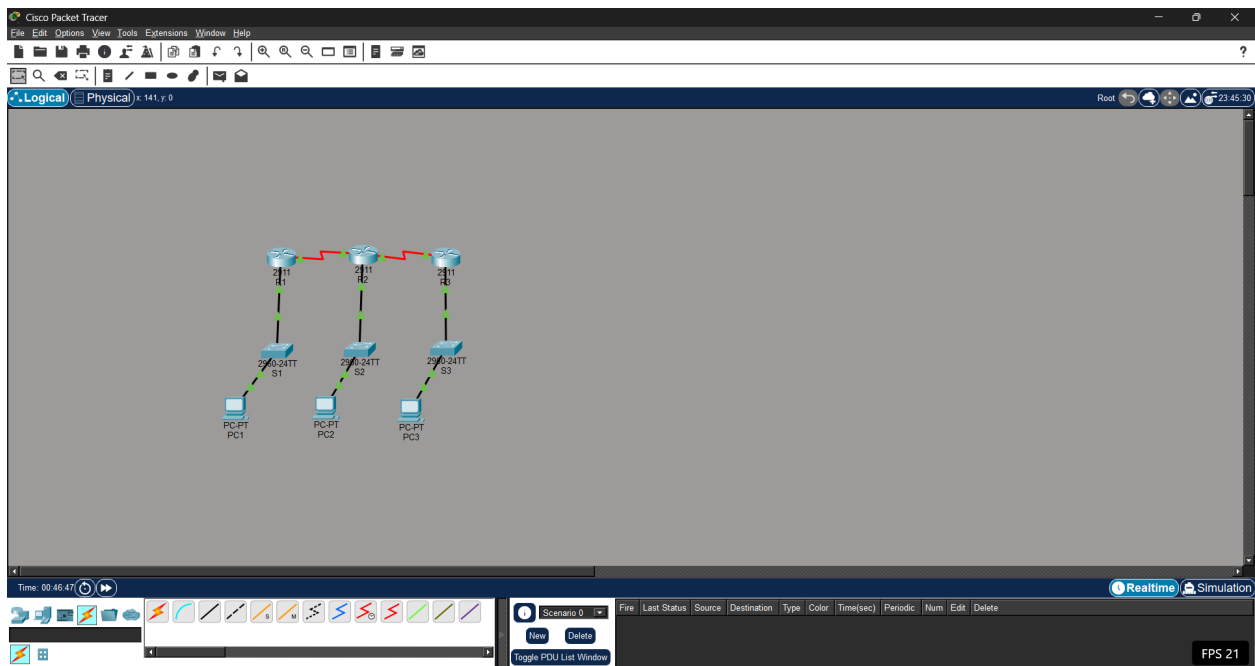 Cisco Packet Tracer
File Edit Options View Tools Extensions Window Help
?
Logical Physical x: 141, y: 0 Root 23:45:30
2911 2911 2911
R1 R2 R3
2960-24TT 2960-24TT 2960-24TT
S1 S2 S3
PC-PT PC-PT PC-PT
PC1 PC2 PC3
Time: 00:46:47 Realtime Simulation
Scenario 0 Fire Last Status Source Destination Type Color Time(sec) Periodic Num Edit Delete
New Delete
Toggle PDU List Window
FPS 21